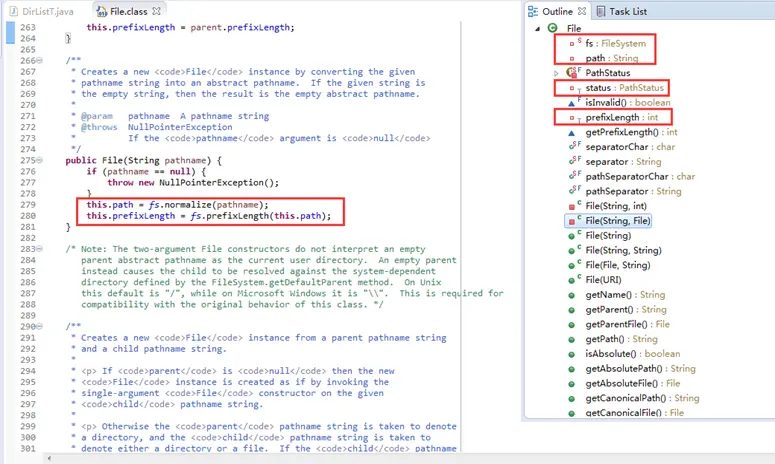 DirListT.java
File.class
263 this.prefixLength = parent.prefixLength;
264 }
265
266 /**
267 * Creates a new <code>File</code> instance by converting the given
268 * pathname string into an abstract pathname. If the given string is
269 * the empty string, then the result is the empty abstract pathname.
270 *
271 * @param pathname A pathname string
272 * @throws NullPointerException
273 * If the <code>pathname</code> argument is <code>null</code>
274 */
275 public File(String pathname) {
276 if (pathname == null) {
277 throw new NullPointerException();
278 }
279 this.path = fs.normalize(pathname);
280 this.prefixLength = fs.prefixLength(this.path);
281 }
282
283 /* Note: The two-argument File constructors do not interpret an empty
284 parent abstract pathname as the current user directory. An empty parent
285 instead causes the child to be resolved against the system-dependent
286 directory defined by the FileSystem.getDefaultParent method. On Unix
287 this default is "/", while on Microsoft Windows it is "\\". This is required for
288 compatibility with the original behavior of this class. */
289
290 /**
291 * Creates a new <code>File</code> instance from a parent pathname string
292 * and a child pathname string.
293 *
294 * <p> If <code>parent</code> is <code>null</code> then the new
295 * <code>File</code> instance is created as if by invoking the
296 * single-argument <code>File</code> constructor on the given
297 * <code>child</code> pathname string.
298 *
299 * <p> Otherwise the <code>parent</code> pathname string is taken to denote
300 * a directory, and the <code>child</code> pathname string is taken to
301 * denote either a directory or a file. If the <code>child</code> pathname
Outline
Task List
File
fs : FileSystem
path : String
PathStatus
status : PathStatus
isInvalid() : boolean
prefixLength : int
getPrefixLength() : int
separatorChar : char
separator : String
pathSeparatorChar : char
pathSeparator : String
File(String, int)
File(String, File)
File(String)
File(String, String)
File(File, String)
File(URI)
getName() : String
getParent() : String
getParentFile() : File
getPath() : String
isAbsolute() : boolean
getAbsolutePath() : String
getAbsoluteFile() : File
getCanonicalPath() : String
getCanonicalFile() : File